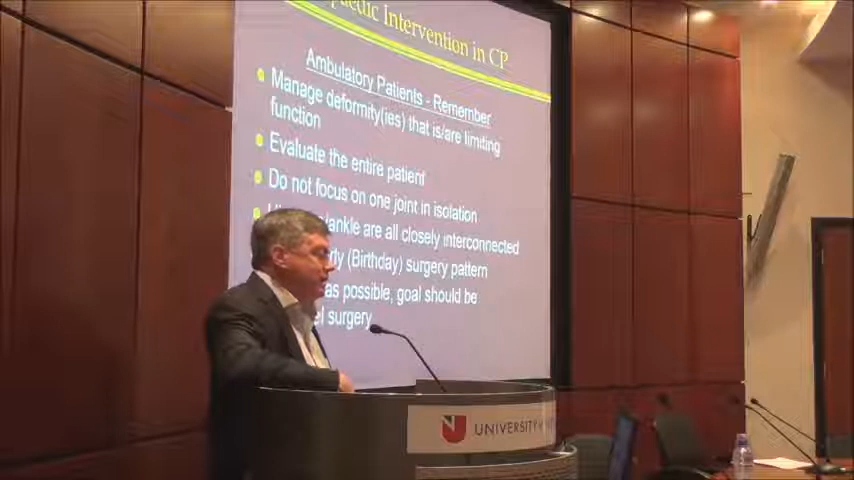 paedic Intervention in CP
Ambulatory Patients - Remember
Manage deformity(ies) that is/are limiting
function
Evaluate the entire patient
Do not focus on one joint in isolation
ankle are all closely interconnected
(Birthday) surgery pattern
as possible, goal should be
surgery
UNIVERSITY